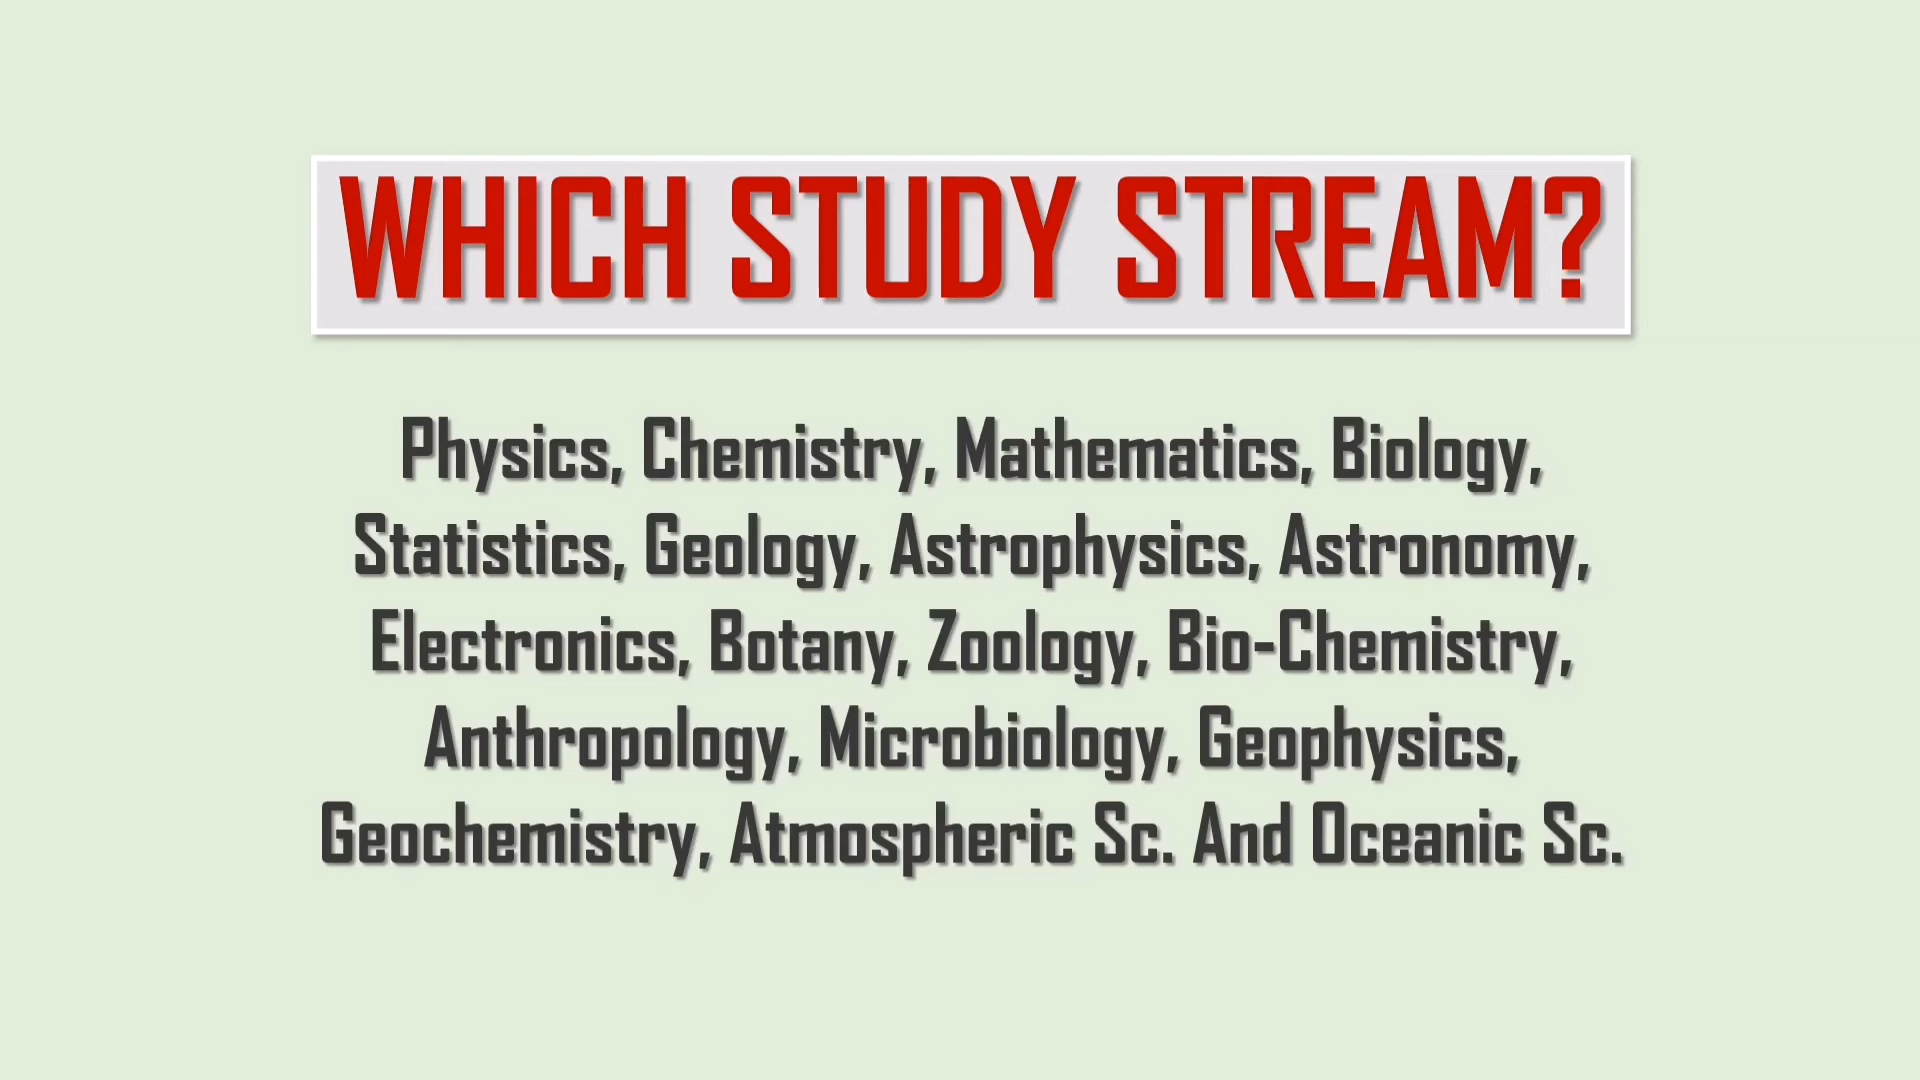 WHICH STUDY STREAM?
Physics, Chemistry, Mathematics, Biology,
Statistics, Geology, Astrophysics, Astronomy,
Electronics, Botany, Zoology, Bio-Chemistry,
Anthropology, Microbiology, Geophysics,
Geochemistry, Atmospheric Sc. And Oceanic Sc.